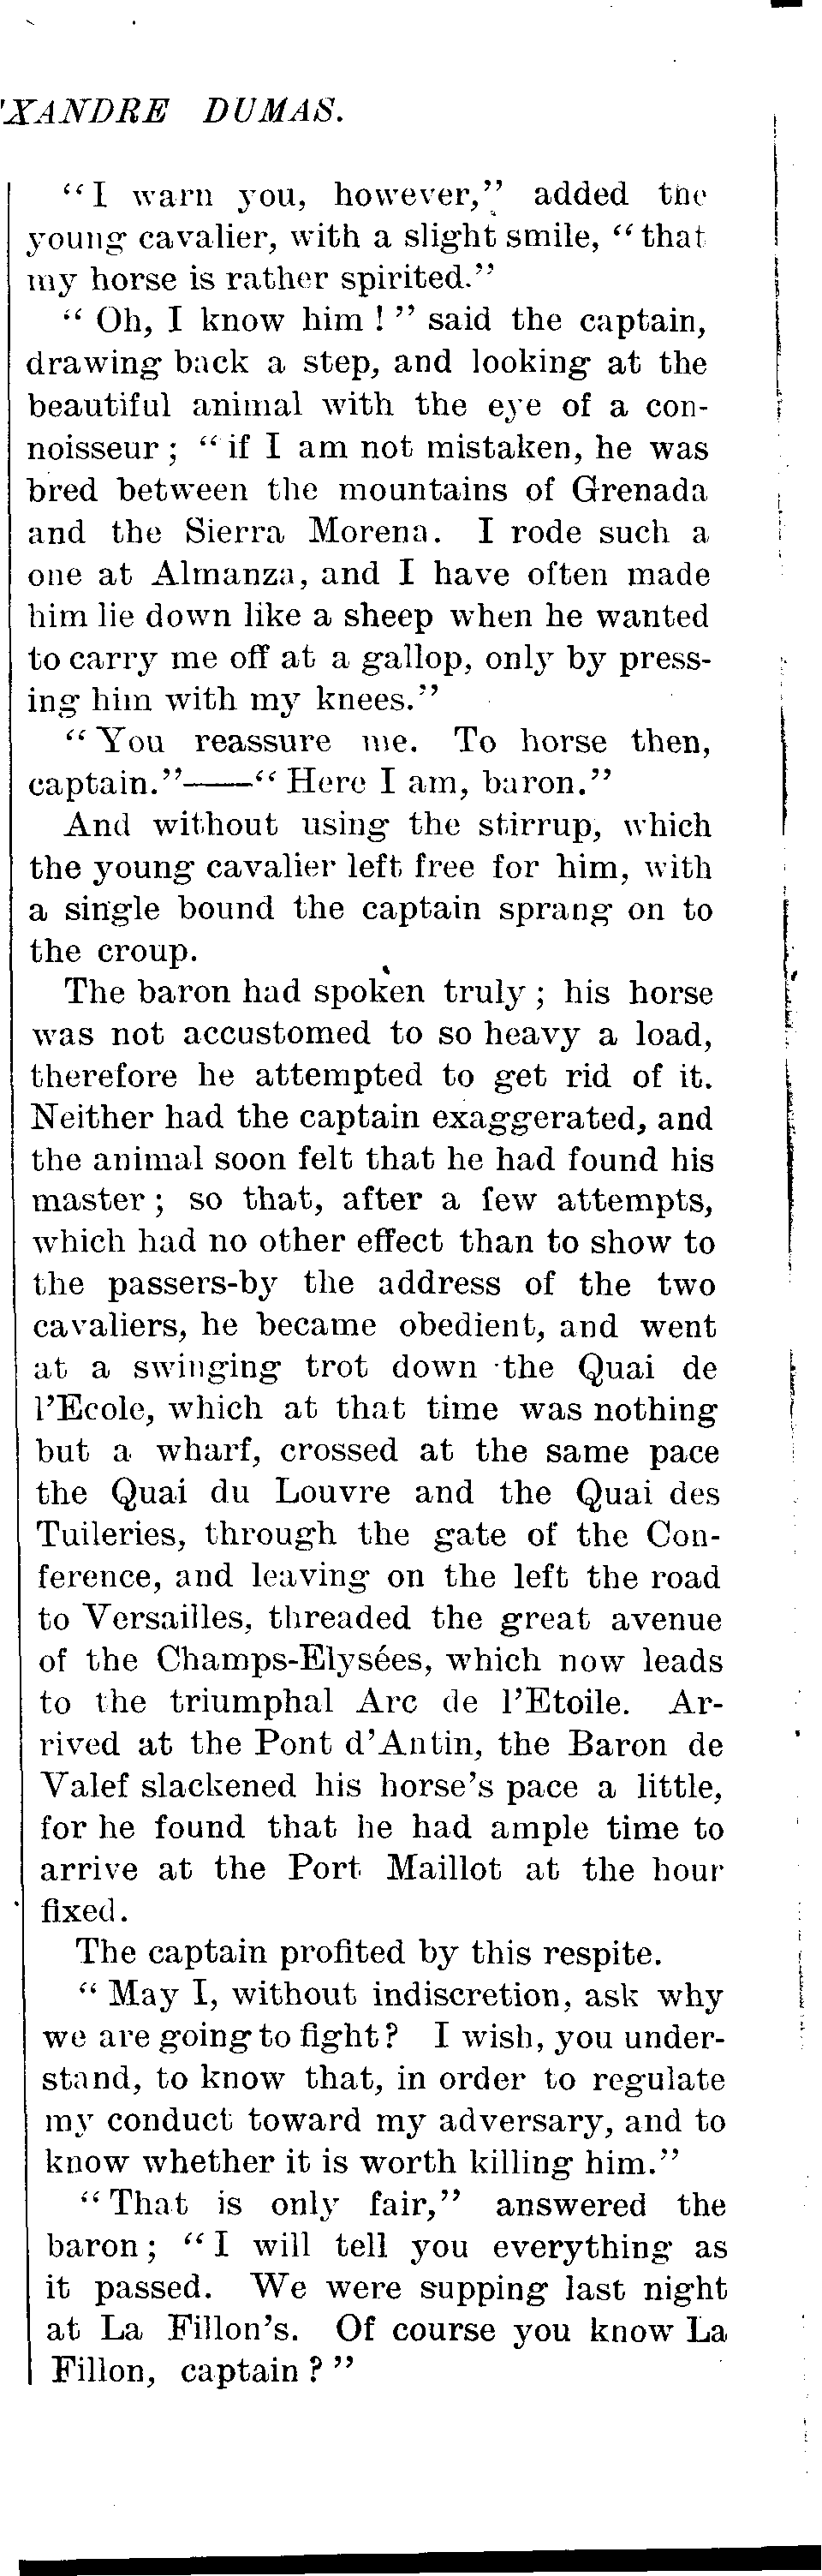 'XANDRE DUMAS.
"I warn you, however," added the
young cavalier, with a slight smile, "that
my horse is rather spirited."
"Oh, I know him!" said the captain,
drawing back a step, and looking at the
beautiful animal with the eye of a con-
noisseur; "if I am not mistaken, he was
bred between the mountains of Grenada
and the Sierra Morena. I rode such a
one at Almanza, and I have often made
him lie down like a sheep when he wanted
to carry me off at a gallop, only by press-
ing him with my knees."
"You reassure me. To horse then,
captain."——"Here I am, baron."
And without using the stirrup, which
the young cavalier left free for him, with
a single bound the captain sprang on to
the croup.
The baron had spoken truly; his horse
was not accustomed to so heavy a load,
therefore he attempted to get rid of it.
Neither had the captain exaggerated, and
the animal soon felt that he had found his
master; so that, after a few attempts,
which had no other effect than to show to
the passers-by the address of the two
cavaliers, he became obedient, and went
at a swinging trot down the Quai de
l'Ecole, which at that time was nothing
but a wharf, crossed at the same pace
the Quai du Louvre and the Quai des
Tuileries, through the gate of the Con-
ference, and leaving on the left the road
to Versailles, threaded the great avenue
of the Champs-Elysées, which now leads
to the triumphal Arc de l'Etoile. Ar-
rived at the Pont d'Antin, the Baron de
Valef slackened his horse's pace a little,
for he found that he had ample time to
arrive at the Port Maillot at the hour
fixed.
The captain profited by this respite.
"May I, without indiscretion, ask why
we are going to fight? I wish, you under-
stand, to know that, in order to regulate
my conduct toward my adversary, and to
know whether it is worth killing him."
"That is only fair," answered the
baron; "I will tell you everything as
it passed. We were supping last night
at La Fillon's. Of course you know La
Fillon, captain?"